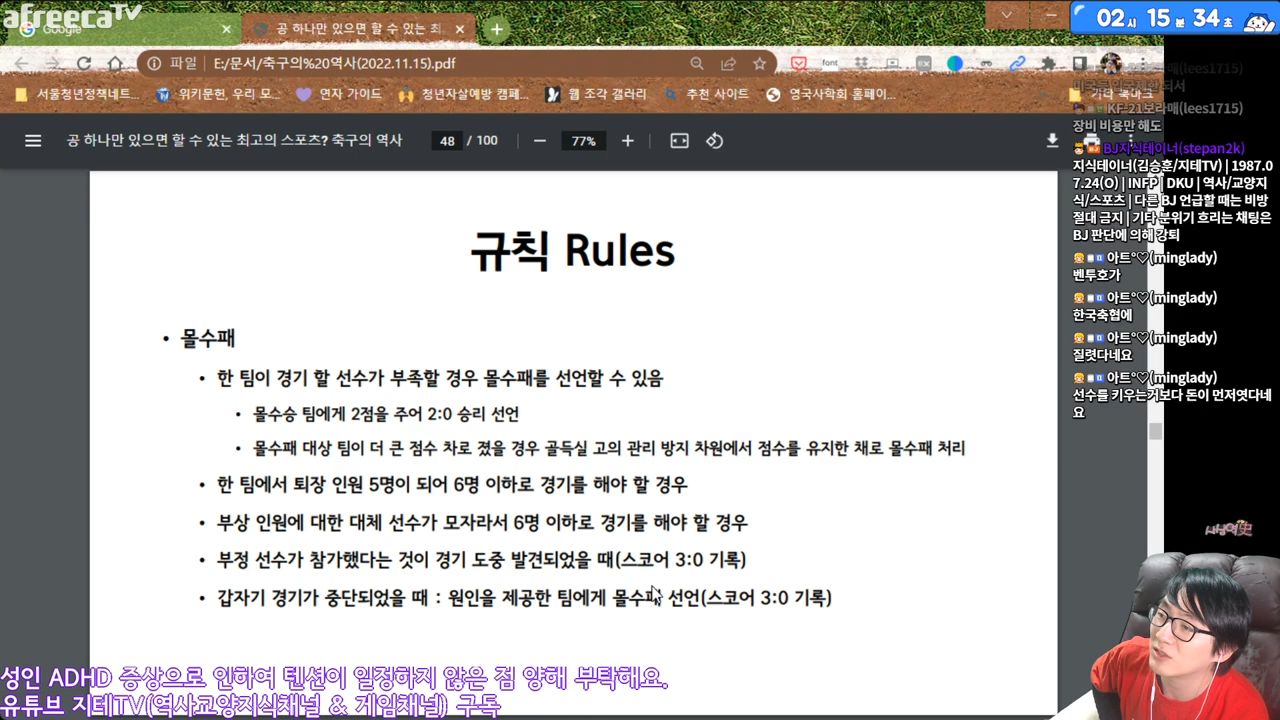 afreecaTV
Google
공 하나만 있으면 할 수 있는 최
02시 15분 34초
파일
E:/문서/축구의%20역사(2022.11.15).pdf
서울청년정책네트...
위키문헌, 우리 모...
연자 가이드
청년자살예방 캠페...
웹 조각 갤러리
추천 사이트
영국사학회 홈페이...
기타 북마크
공 하나만 있으면 할 수 있는 최고의 스포츠? 축구의 역사
48 / 100
77%
규칙 Rules
• 몰수패
• 한 팀이 경기 할 선수가 부족할 경우 몰수패를 선언할 수 있음
• 몰수승 팀에게 2점을 주어 2:0 승리 선언
• 몰수패 대상 팀이 더 큰 점수 차로 졌을 경우 골득실 고의 관리 방지 차원에서 점수를 유지한 채로 몰수패 처리
• 한 팀에서 퇴장 인원 5명이 되어 6명 이하로 경기를 해야 할 경우
• 부상 인원에 대한 대체 선수가 모자라서 6명 이하로 경기를 해야 할 경우
• 부정 선수가 참가했다는 것이 경기 도중 발견되었을 때(스코어 3:0 기록)
• 갑자기 경기가 중단되었을 때 : 원인을 제공한 팀에게 몰수패 선언(스코어 3:0 기록)
KF-21보라매(lees1715)
장비 비용만 해도
BJ지식테이너(stepan2k)
지식테이너(김승훈/지테TV) | 1987.0
7.24(O) | INFP | DKU | 역사/교양지
식/스포츠 | 다른 BJ 언급할 때는 비방
절대 금지 | 기타 분위기 흐리는 채팅은
BJ 판단에 의해 강퇴
아트°♡(minglady)
벤투호가
아트°♡(minglady)
한국축협에
아트°♡(minglady)
질렷다네요
아트°♡(minglady)
선수를 키우는거보다 돈이 먼저엿다네
요
성인 ADHD 증상으로 인하여 텐션이 일정하지 않은 점 양해 부탁해요.
유튜브 지테TV(역사교양지식채널 & 게임채널) 구독